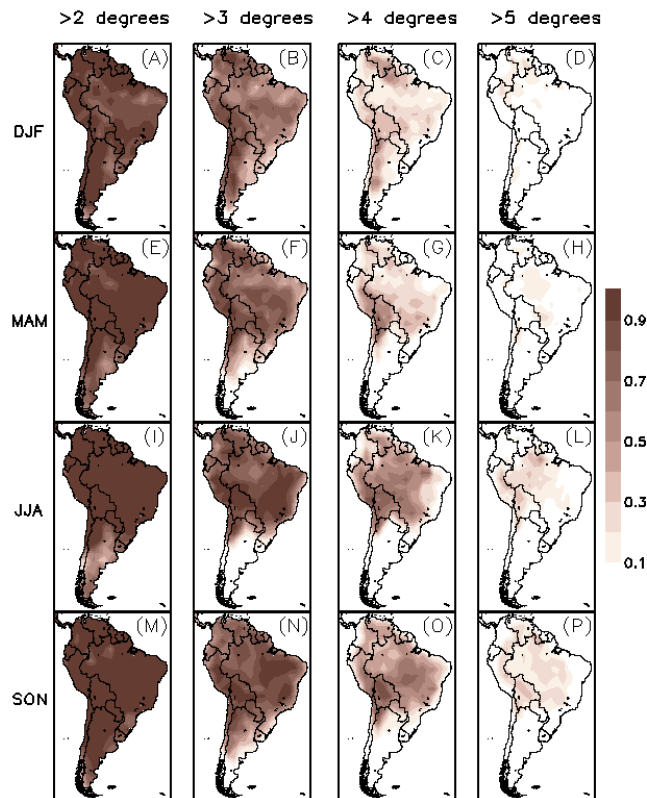 >2 degrees >3 degrees >4 degrees >5 degrees
DJF (A) (B) (C) (D)
MAM (E) (F) (G) (H)
0.9
0.7
0.5
0.3
0.1
JJA (I) (J) (K) (L)
SON (M) (N) (O) (P)